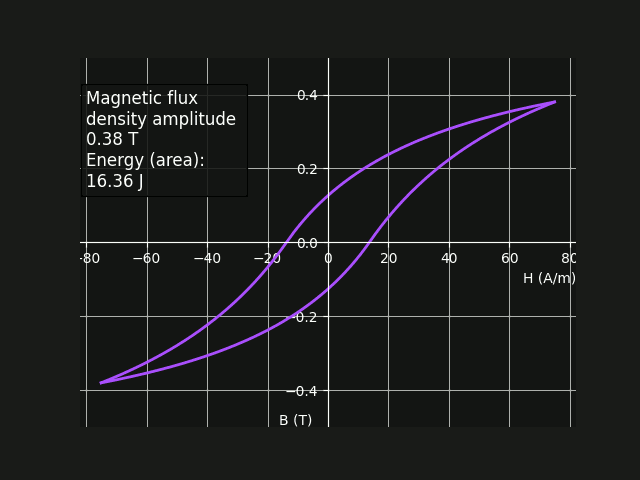 Magnetic flux
density amplitude
0.38 T
Energy (area):
16.36 J
0.4
0.2
0.0
-80 −60 −40 −20 0 20 40 60 80
H (A/m)
−0.2
−0.4
B (T)